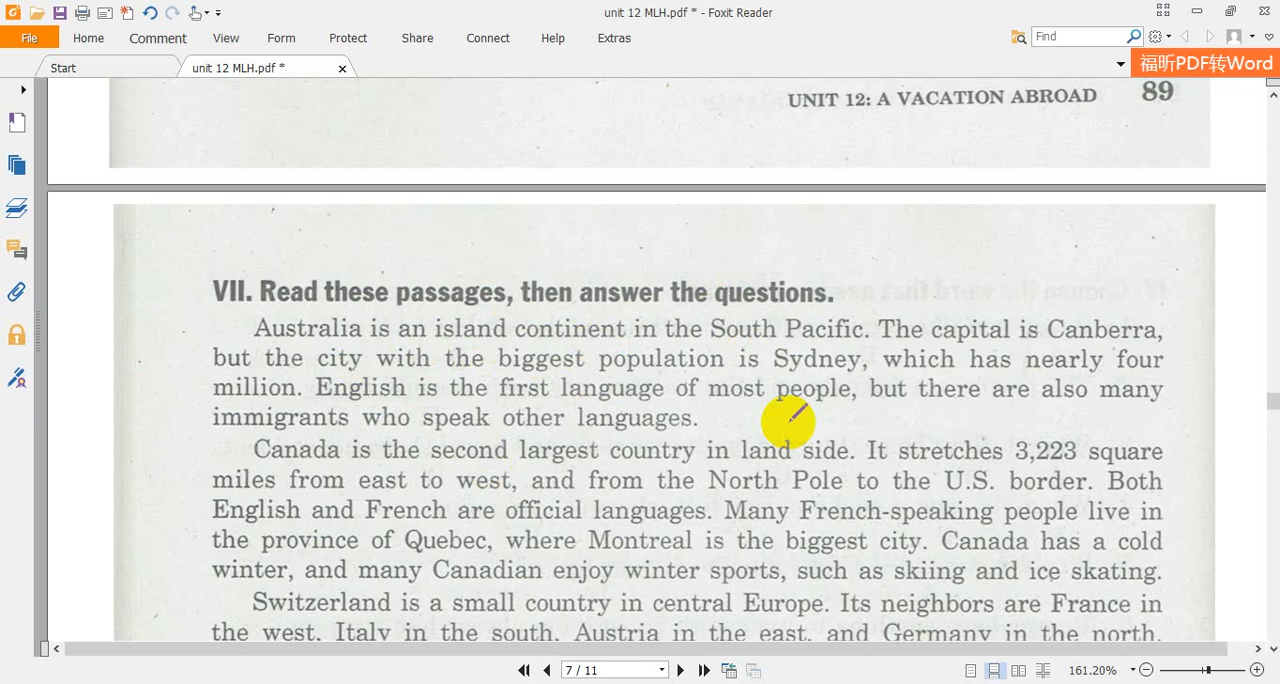 unit 12 MLH.pdf * - Foxit Reader
File Home Comment View Form Protect Share Connect Help Extras
Find
Start unit 12 MLH.pdf *
福昕PDF转Word
UNIT 12: A VACATION ABROAD 89
VII. Read these passages, then answer the questions.
Australia is an island continent in the South Pacific. The capital is Canberra,
but the city with the biggest population is Sydney, which has nearly four
million. English is the first language of most people, but there are also many
immigrants who speak other languages.
Canada is the second largest country in land side. It stretches 3,223 square
miles from east to west, and from the North Pole to the U.S. border. Both
English and French are official languages. Many French-speaking people live in
the province of Quebec, where Montreal is the biggest city. Canada has a cold
winter, and many Canadian enjoy winter sports, such as skiing and ice skating.
Switzerland is a small country in central Europe. Its neighbors are France in
the west, Italy in the south, Austria in the east, and Germany in the north.
7 / 11
161.20%